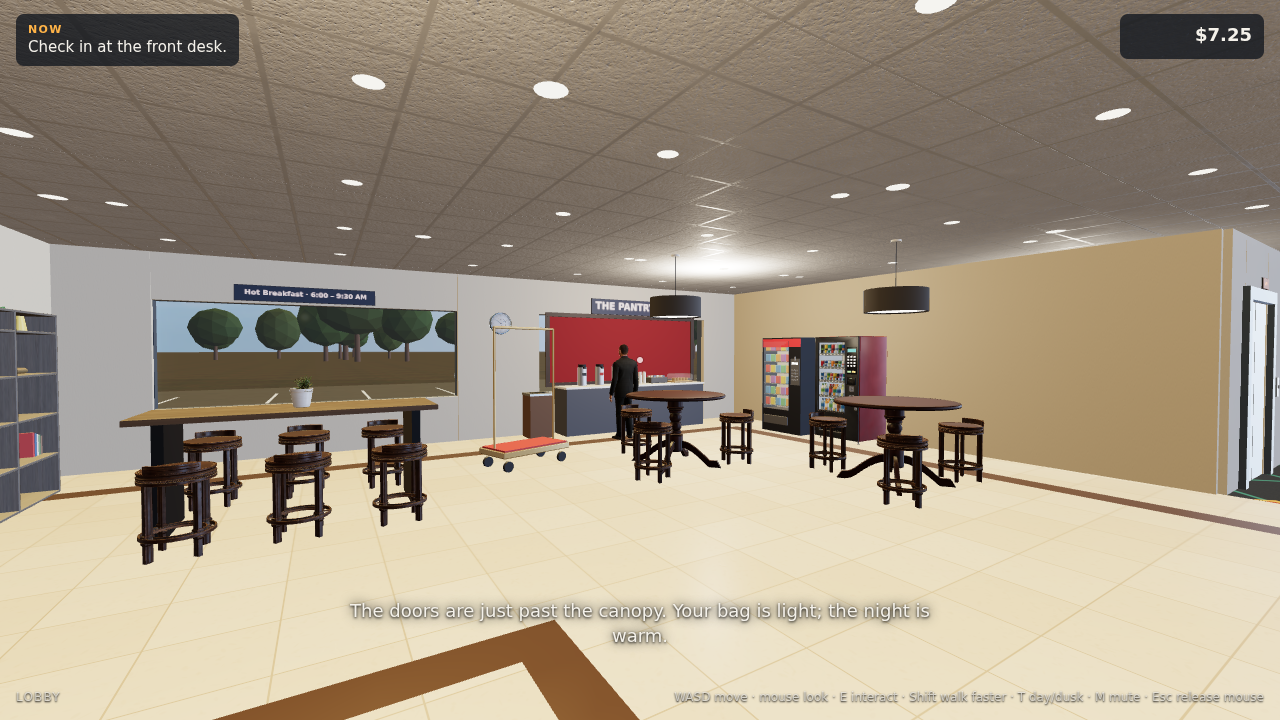 NOW
Check in at the front desk.
$7.25
Hot Breakfast · 6:00 – 9:30 AM
THE PANTR
The doors are just past the canopy. Your bag is light; the night is
warm.
LOBBY
WASD move · mouse look · E interact · Shift walk faster · T day/dusk · M mute · Esc release mouse